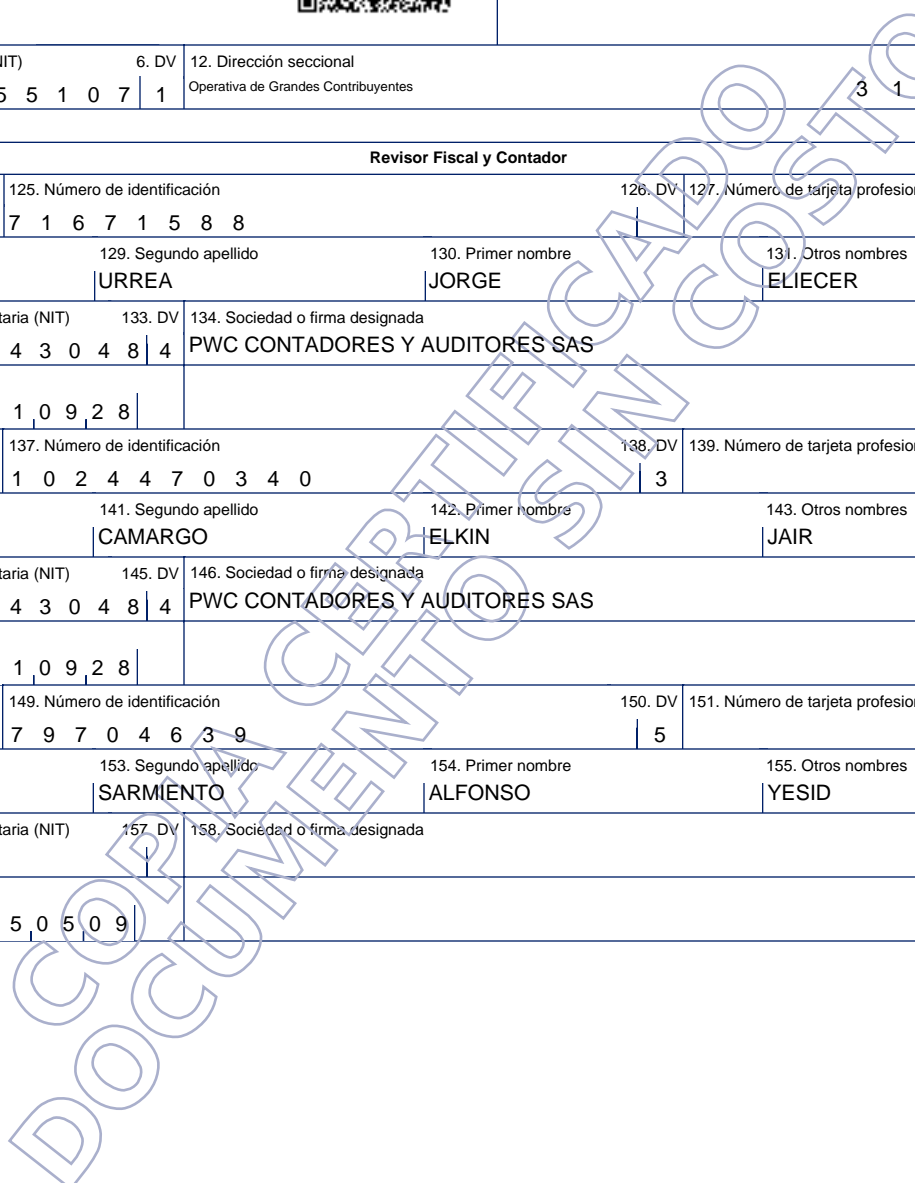 NIT) 6. DV 12. Dirección seccional
5 5 1 0 7 1 Operativa de Grandes Contribuyentes 3 1
Revisor Fiscal y Contador
125. Número de identificación 126. DV 127. Número de tarjeta profesion
7 1 6 7 1 5 8 8
129. Segundo apellido 130. Primer nombre 131. Otros nombres
URREA JORGE ELIECER
taria (NIT) 133. DV 134. Sociedad o firma designada
4 3 0 4 8 4 PWC CONTADORES Y AUDITORES SAS
1 0 9 2 8
137. Número de identificación 138. DV 139. Número de tarjeta profesion
1 0 2 4 4 7 0 3 4 0 3
141. Segundo apellido 142. Primer nombre 143. Otros nombres
CAMARGO ELKIN JAIR
taria (NIT) 145. DV 146. Sociedad o firma designada
4 3 0 4 8 4 PWC CONTADORES Y AUDITORES SAS
1 0 9 2 8
149. Número de identificación 150. DV 151. Número de tarjeta profesion
7 9 7 0 4 6 3 9 5
153. Segundo apellido 154. Primer nombre 155. Otros nombres
SARMIENTO ALFONSO YESID
taria (NIT) 157. DV 158. Sociedad o firma designada
5 0 5 0 9
COPIA CERTIFICADO
DOCUMENTO SIN COSTO